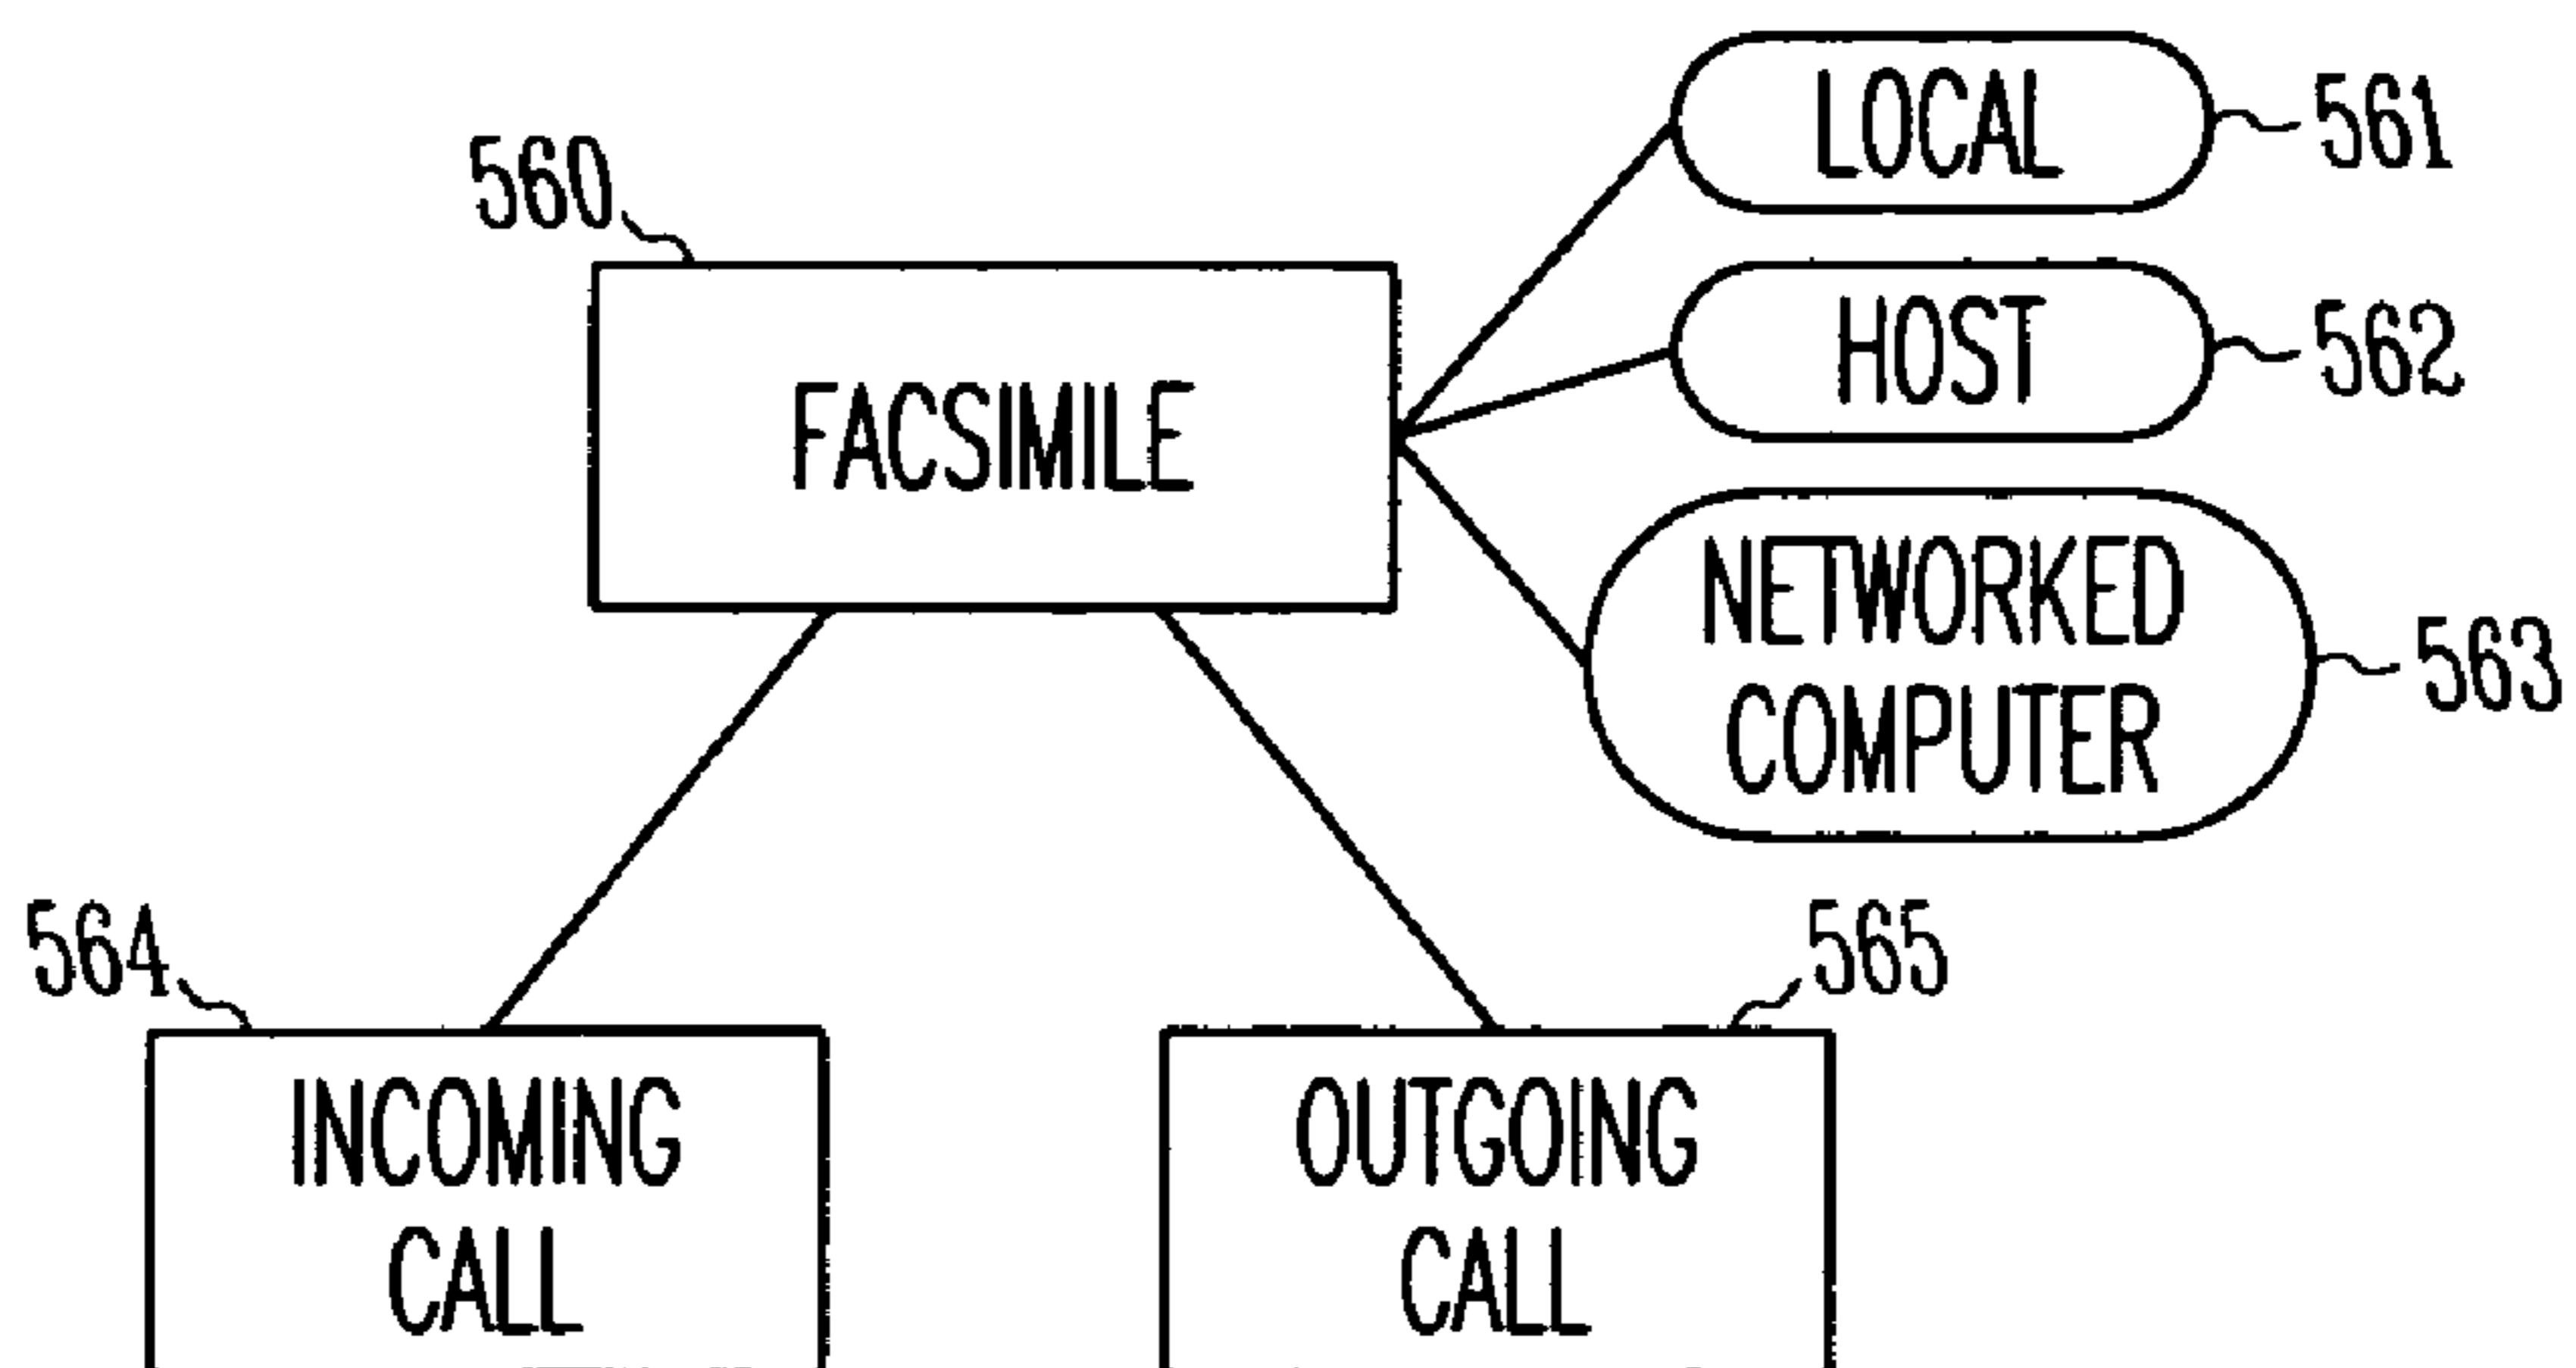 LOCAL
561
560
HOST
562
FACSIMILE
NETWORKED
COMPUTER
563
564
565
INCOMING
CALL
OUTGOING
CALL